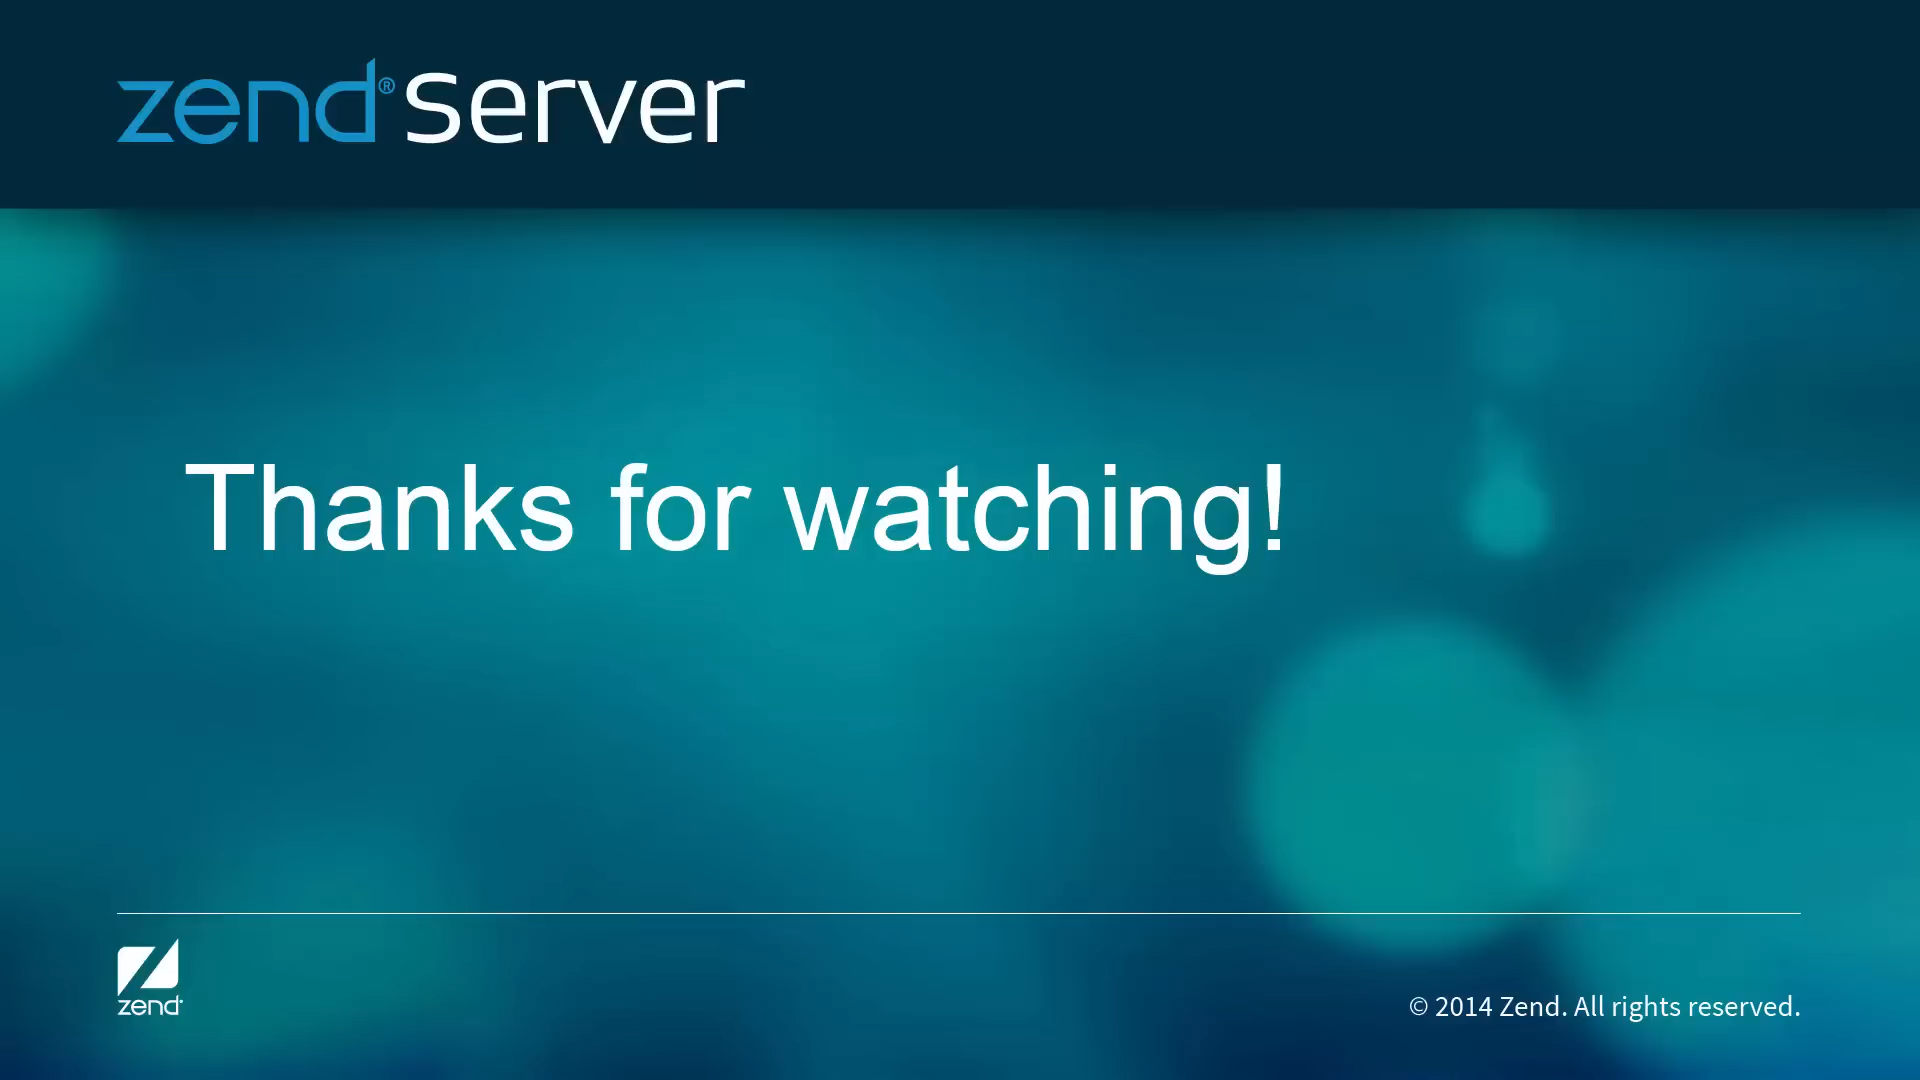 zend® Server
Thanks for watching!
zend
© 2014 Zend. All rights reserved.